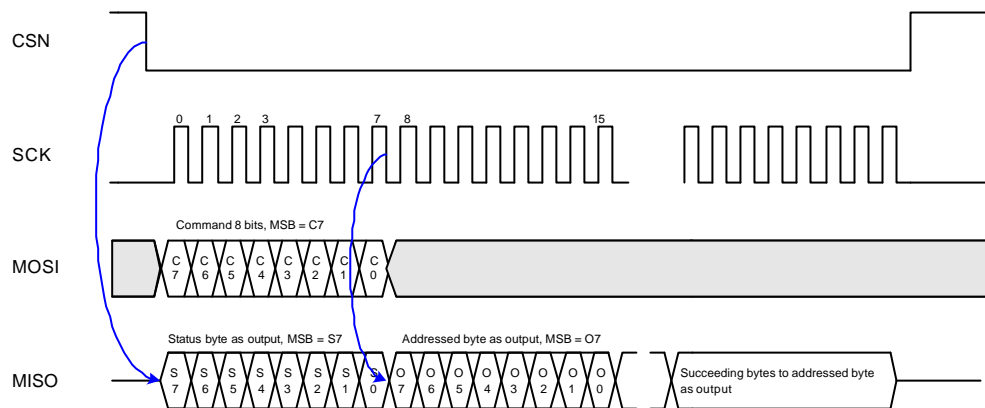 CSN
0 1 2 3 7 8 15
SCK
Command 8 bits, MSB = C7
MOSI
C C C C C C C C
7 6 5 4 3 2 1 0
Status byte as output, MSB = S7 Addressed byte as output, MSB = O7
MISO
S S S S S S S S O O O O O O O O
7 6 5 4 3 2 1 0 7 6 5 4 3 2 1 0
Succeeding bytes to addressed byte
as output